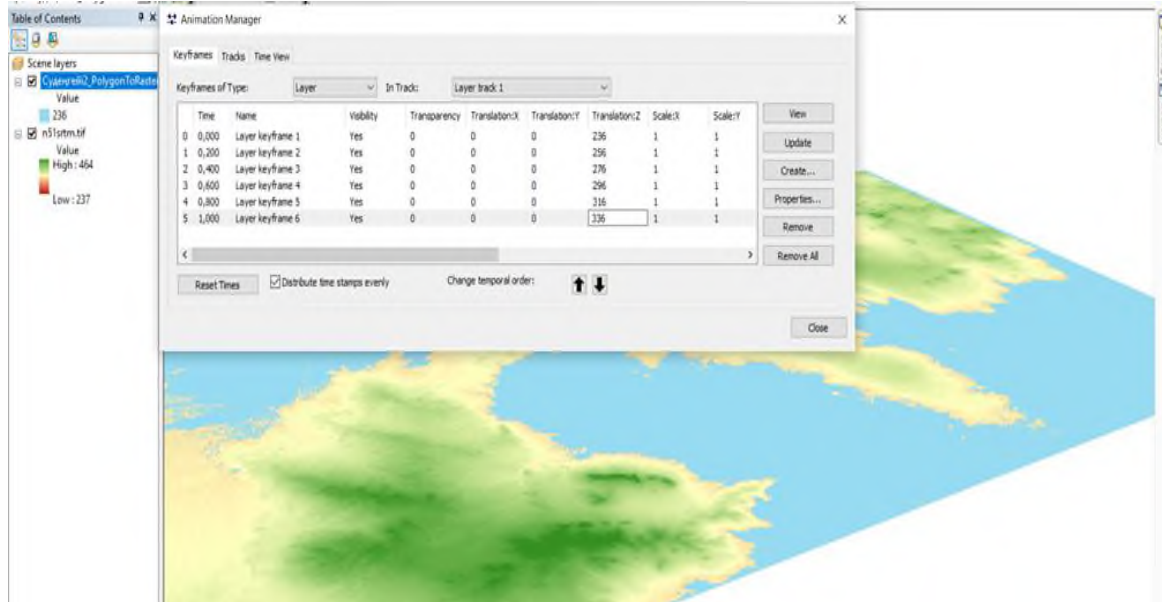 Table of Contents
Animation Manager
Scene layers
PolygonToRaste
Value
236
n51srtm.tif
Value
High : 464
Low : 237
Keyframes Tracks Time View
Keyframes of Type: Layer In Track: Layer track 1
Time Name Visibility Transparency Translation:X Translation:Y Translation:Z Scale:X Scale:Y
0 0,000 Layer keyframe 1 Yes 0 0 0 236 1 1
1 0,200 Layer keyframe 2 Yes 0 0 0 256 1 1
2 0,400 Layer keyframe 3 Yes 0 0 0 276 1 1
3 0,600 Layer keyframe 4 Yes 0 0 0 296 1 1
4 0,800 Layer keyframe 5 Yes 0 0 0 316 1 1
5 1,000 Layer keyframe 6 Yes 0 0 0 336 1 1
View
Update
Create...
Properties...
Remove
Remove All
Reset Times Distribute time stamps evenly Change temporal order:
Close